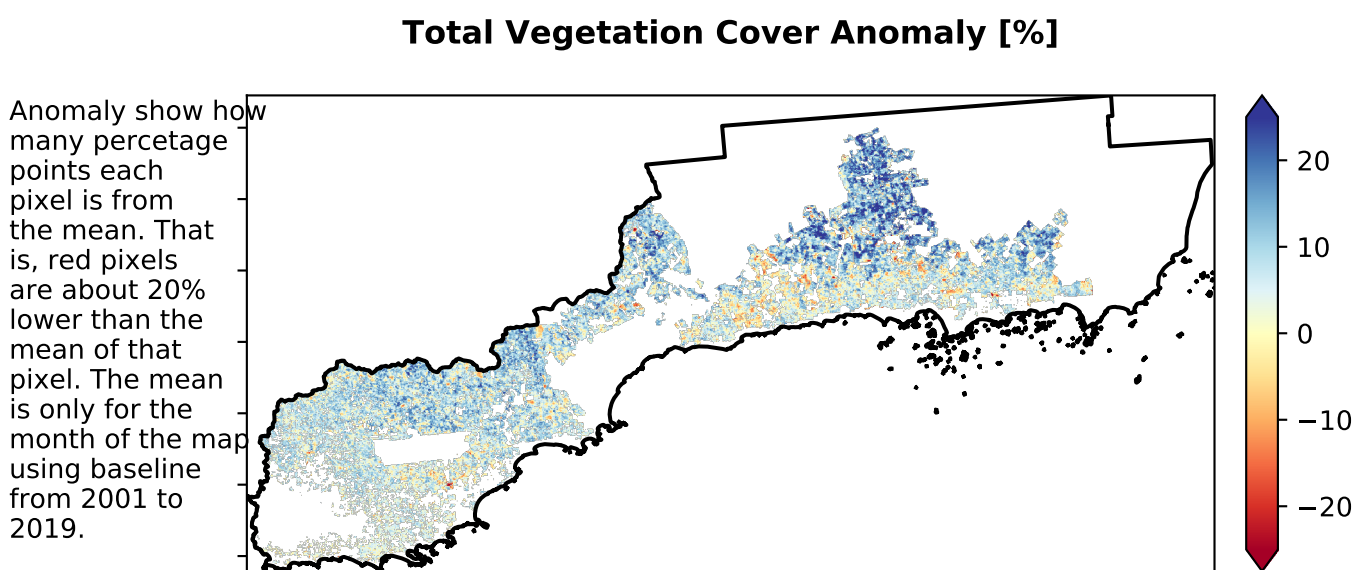 Total Vegetation Cover Anomaly [%]
Anomaly show how
many percetage
points each
pixel is from
the mean. That
is, red pixels
are about 20%
lower than the
mean of that
pixel. The mean
is only for the
month of the map
using baseline
from 2001 to
2019.
20
10
0
−10
−20